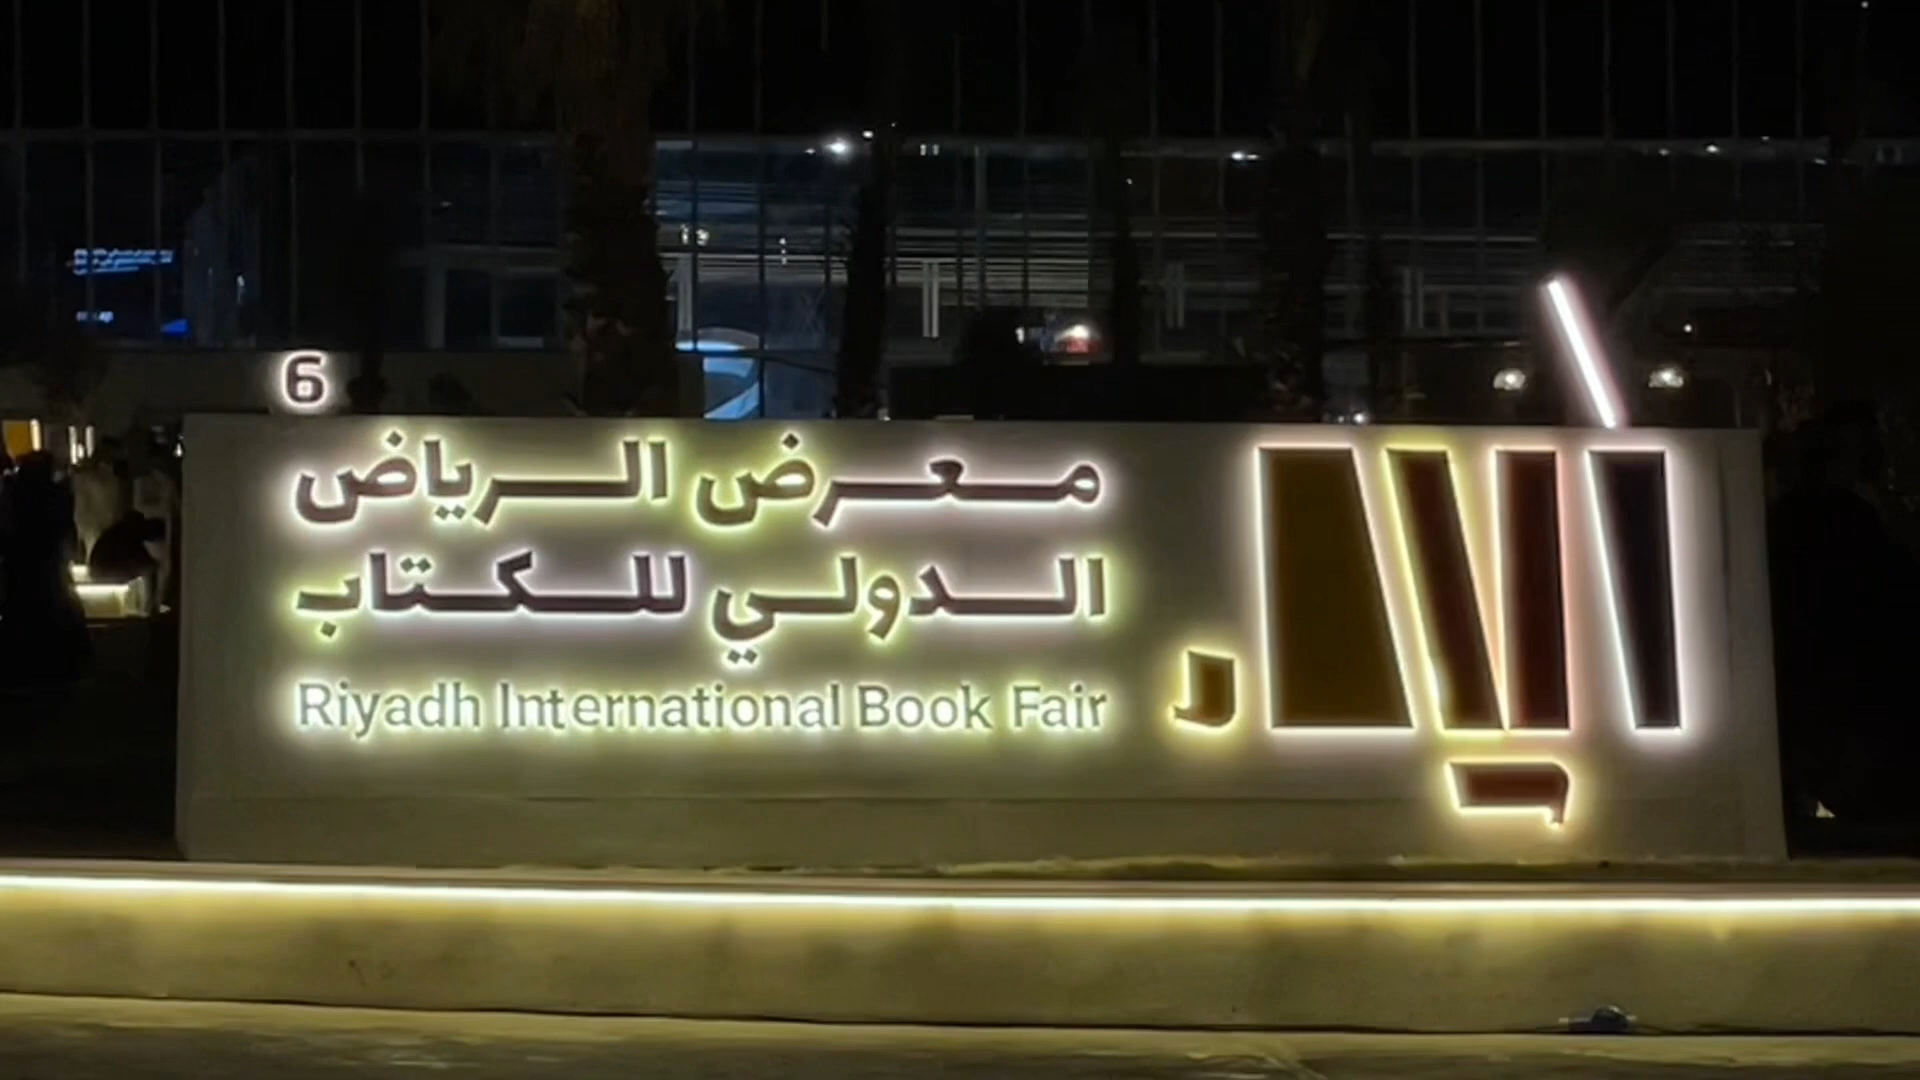 6
معرض الرياض
الدولي للكتاب
Riyadh International Book Fair